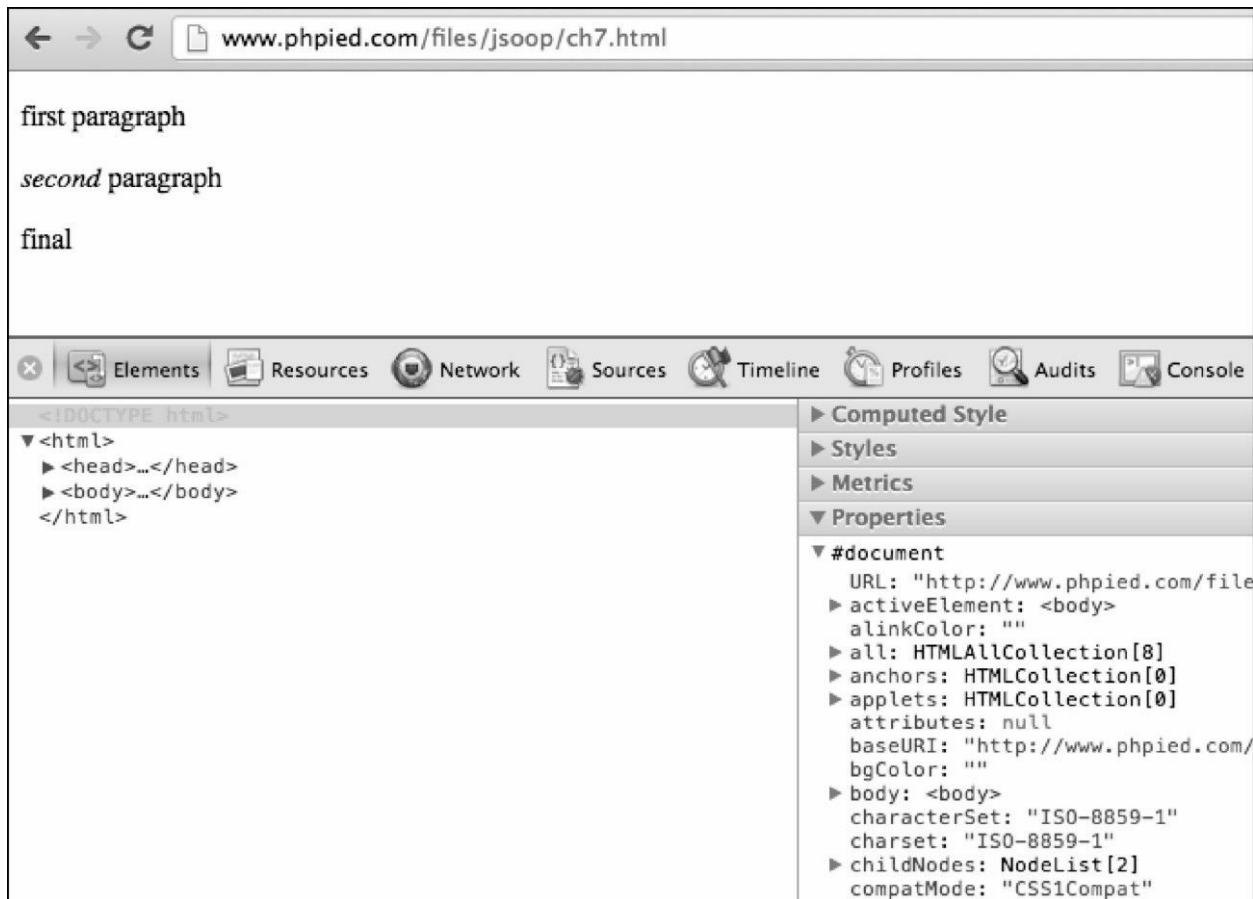 www.phpied.com/files/jsoop/ch7.html
first paragraph
second paragraph
final
Elements Resources Network Sources Timeline Profiles Audits Console
<!DOCTYPE html>
<html>
<head>…</head>
<body>…</body>
</html>
Computed Style
Styles
Metrics
Properties
#document
URL: "http://www.phpied.com/file
activeElement: <body>
alinkColor: ""
all: HTMLAllCollection[8]
anchors: HTMLCollection[0]
applets: HTMLCollection[0]
attributes: null
baseURI: "http://www.phpied.com/
bgColor: ""
body: <body>
characterSet: "ISO-8859-1"
charset: "ISO-8859-1"
childNodes: NodeList[2]
compatMode: "CSS1Compat"